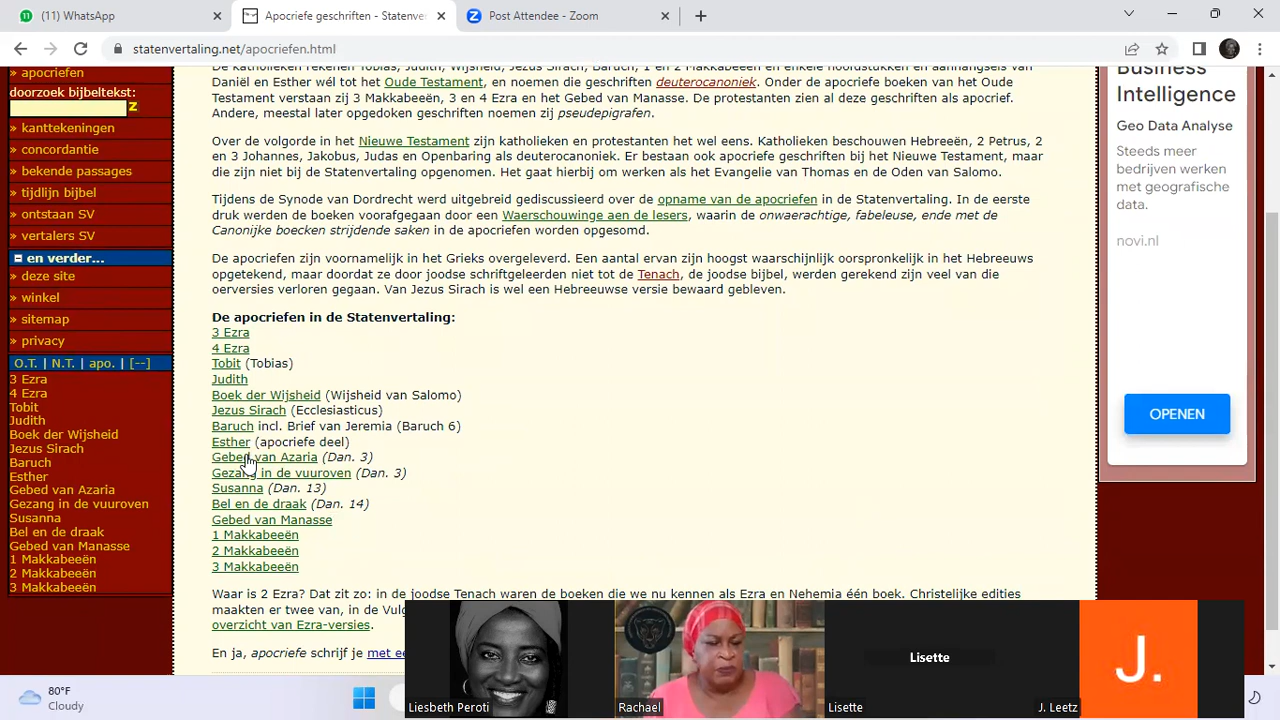 (11) WhatsApp
Apocriefe geschriften - Statenver
Post Attendee - Zoom
statenvertaling.net/apocriefen.html
» apocriefen
doorzoek bijbeltekst:
z
» kanttekeningen
» concordantie
» bekende passages
» tijdlijn bijbel
» ontstaan SV
» vertalers SV
en verder...
» deze site
» winkel
» sitemap
» privacy
O.T. | N.T. | apo. | [--]
3 Ezra
4 Ezra
Tobit
Judith
Boek der Wijsheid
Jezus Sirach
Baruch
Esther
Gebed van Azaria
Gezang in de vuuroven
Susanna
Bel en de draak
Gebed van Manasse
1 Makkabeeën
2 Makkabeeën
3 Makkabeeën
De katholieken rekenen Tobias, Judith, Wijsheid, Jezus Sirach, Baruch, 1 en 2 Makkabeeën en enkele hoofdstukken en aanhangsels van
Daniël en Esther wél tot het Oude Testament, en noemen die geschriften deuterocanoniek. Onder de apocriefe boeken van het Oude
Testament verstaan zij 3 Makkabeeën, 3 en 4 Ezra en het Gebed van Manasse. De protestanten zien al deze geschriften als apocrief.
Andere, meestal later opgedoken geschriften noemen zij pseudepigrafen.
Over de volgorde in het Nieuwe Testament zijn katholieken en protestanten het wel eens. Katholieken beschouwen Hebreeën, 2 Petrus, 2
en 3 Johannes, Jakobus, Judas en Openbaring als deuterocanoniek. Er bestaan ook apocriefe geschriften bij het Nieuwe Testament, maar
die zijn niet bij de Statenvertaling opgenomen. Het gaat hierbij om werken als het Evangelie van Thomas en de Oden van Salomo.
Tijdens de Synode van Dordrecht werd uitgebreid gediscussieerd over de opname van de apocriefen in de Statenvertaling. In de eerste
druk werden de boeken voorafgegaan door een Waerschouwinge aen de lesers, waarin de onwaerachtige, fabeleuse, ende met de
Canonijke boecken strijdende saken in de apocriefen werden opgesomd.
De apocriefen zijn voornamelijk in het Grieks overgeleverd. Een aantal ervan zijn hoogst waarschijnlijk oorspronkelijk in het Hebreeuws
opgetekend, maar doordat ze door joodse schriftgeleerden niet tot de Tenach, de joodse bijbel, werden gerekend zijn veel van die
oerversies verloren gegaan. Van Jezus Sirach is wel een Hebreeuwse versie bewaard gebleven.
De apocriefen in de Statenvertaling:
3 Ezra
4 Ezra
Tobit (Tobias)
Judith
Boek der Wijsheid (Wijsheid van Salomo)
Jezus Sirach (Ecclesiasticus)
Baruch incl. Brief van Jeremia (Baruch 6)
Esther (apocriefe deel)
Gebed van Azaria (Dan. 3)
Gezang in de vuuroven (Dan. 3)
Susanna (Dan. 13)
Bel en de draak (Dan. 14)
Gebed van Manasse
1 Makkabeeën
2 Makkabeeën
3 Makkabeeën
Waar is 2 Ezra? Dat zit zo: in de joodse Tenach waren de boeken die we nu kennen als Ezra en Nehemia één boek. Christelijke edities
maakten er twee van, in de Vulg
overzicht van Ezra-versies.
En ja, apocriefe schrijf je met ee
Business
Intelligence
Geo Data Analyse
Steeds meer
bedrijven werken
met geografische
data.
novi.nl
OPENEN
Lisette
J.
Liesbeth Peroti
Rachael
Lisette
J. Leetz
80°F
Cloudy